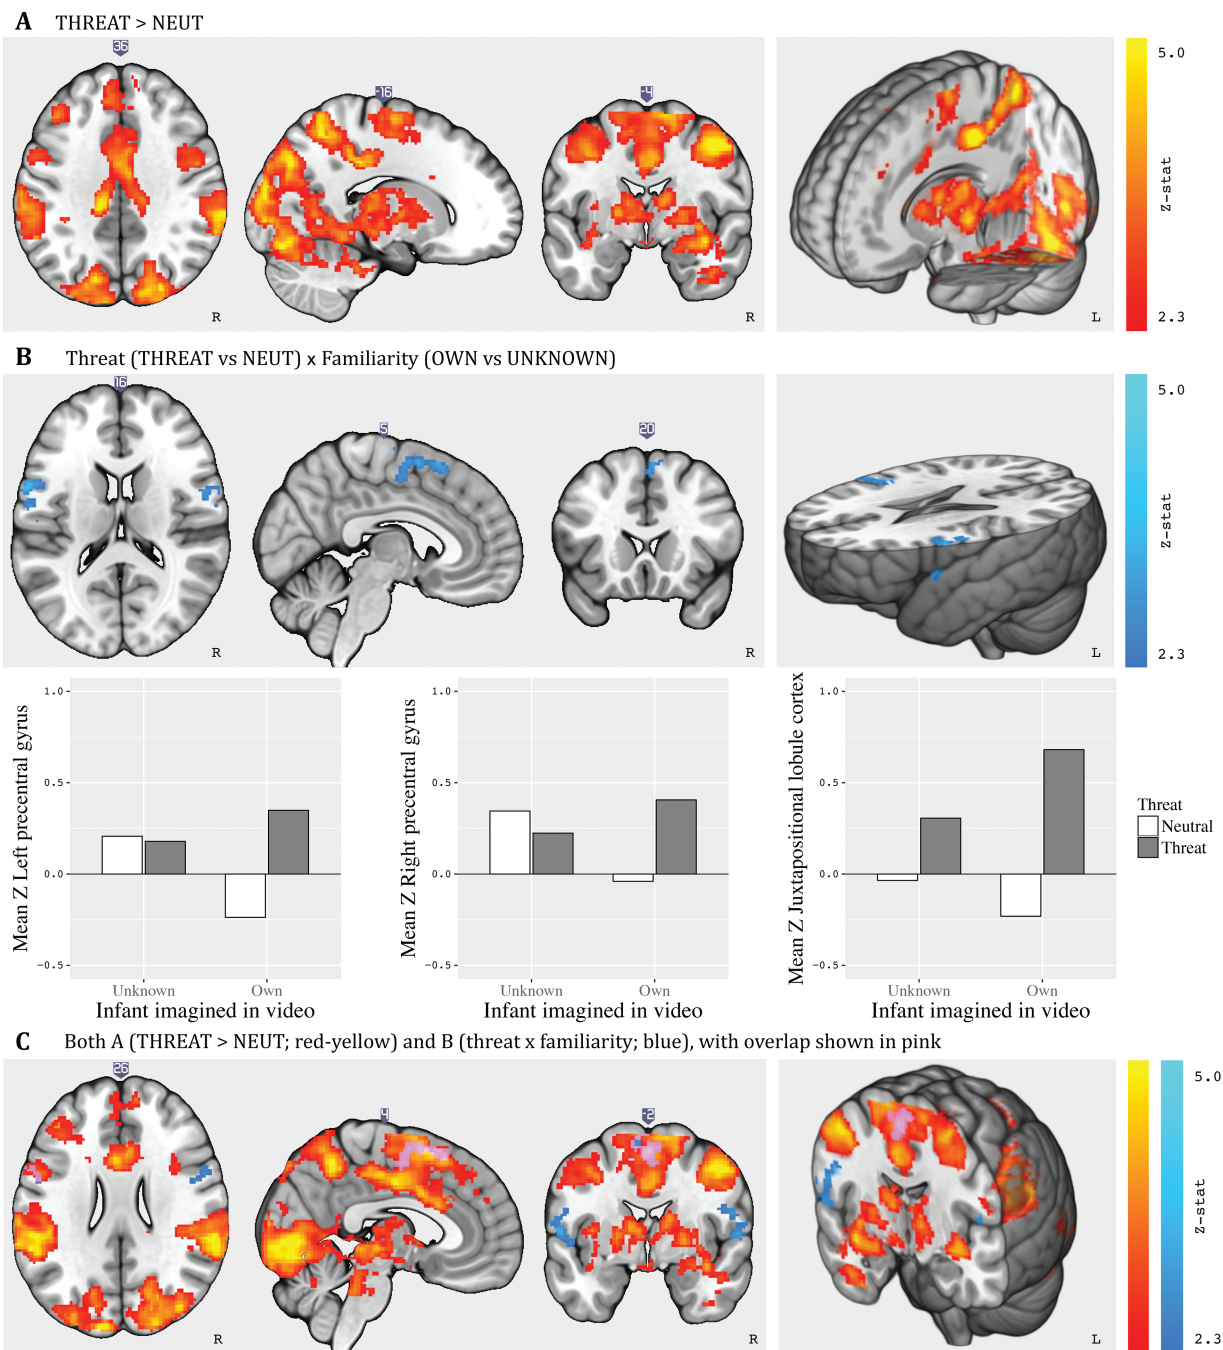 A THREAT > NEUT
36
-16
-4
5.0
Z-stat
2.3
R
R
L
B Threat (THREAT vs NEUT) x Familiarity (OWN vs UNKNOWN)
16
5
20
5.0
Z-stat
2.3
R
R
L
Mean Z Left precentral gyrus
1.0
0.5
0.0
−0.5
Unknown
Own
Infant imagined in video
Mean Z Right precentral gyrus
1.0
0.5
0.0
−0.5
Unknown
Own
Infant imagined in video
Mean Z Juxtapositional lobule cortex
1.0
0.5
0.0
−0.5
Unknown
Own
Infant imagined in video
Threat
Neutral
Threat
C Both A (THREAT > NEUT; red-yellow) and B (threat x familiarity; blue), with overlap shown in pink
26
4
-2
5.0
Z-stat
2.3
R
R
L